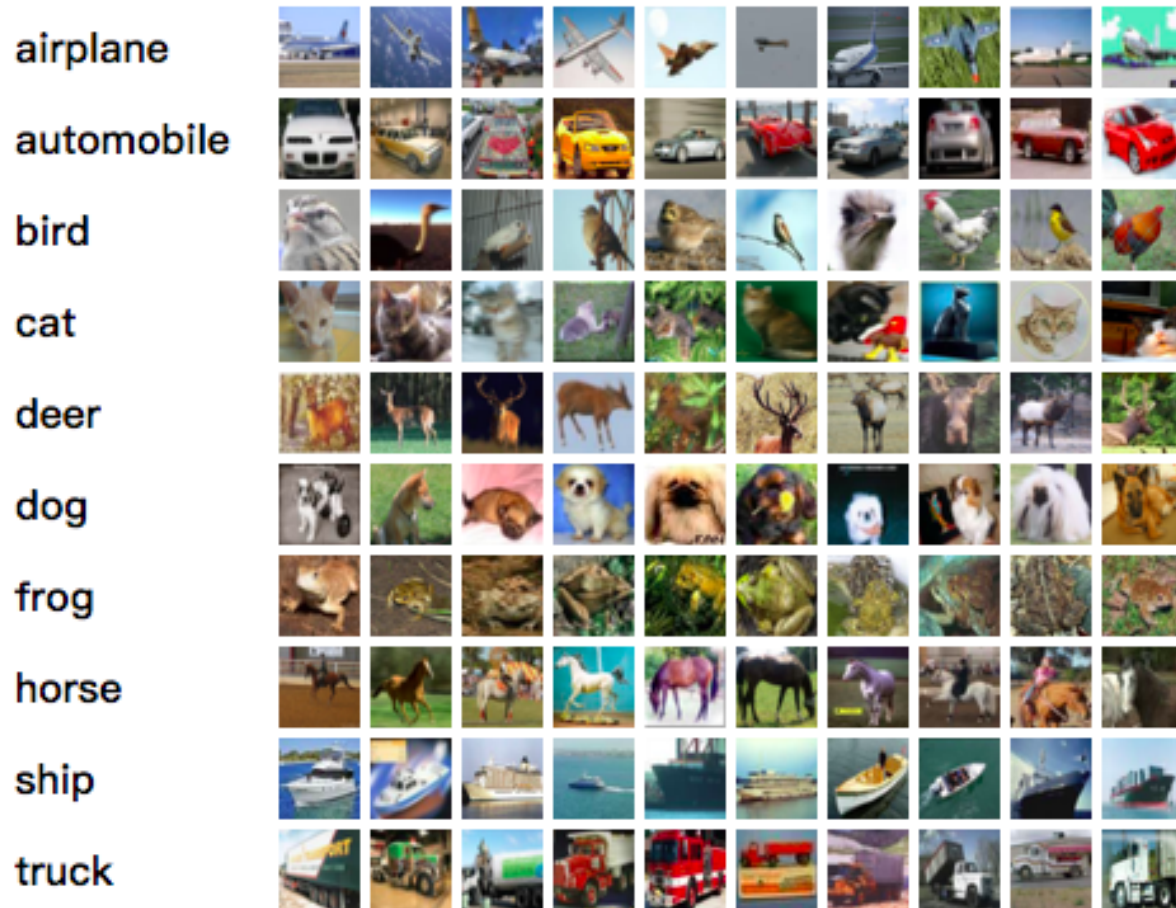 airplane
automobile
bird
cat
deer
dog
frog
horse
ship
truck